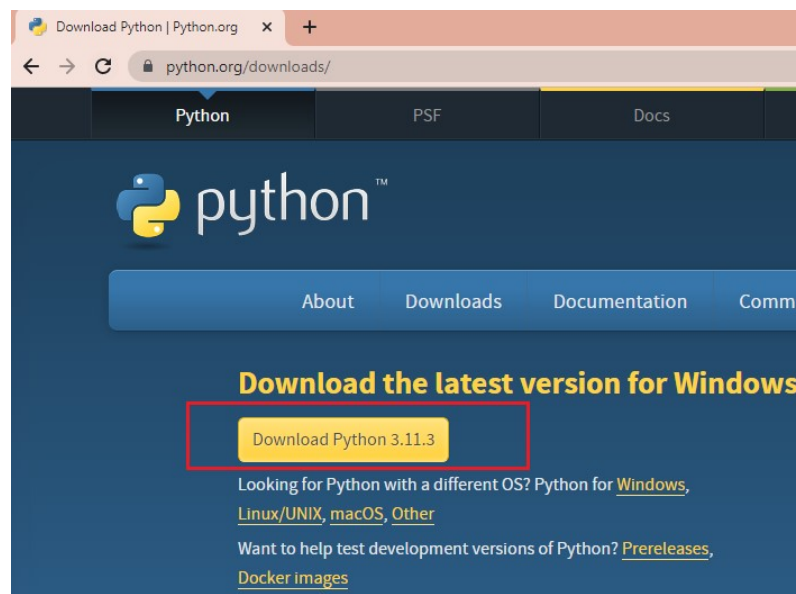 Download Python | Python.org
python.org/downloads/
Python PSF Docs
python™
About Downloads Documentation Comm
Download the latest version for Windows
Download Python 3.11.3
Looking for Python with a different OS? Python for Windows,
Linux/UNIX, macOS, Other
Want to help test development versions of Python? Prereleases,
Docker images